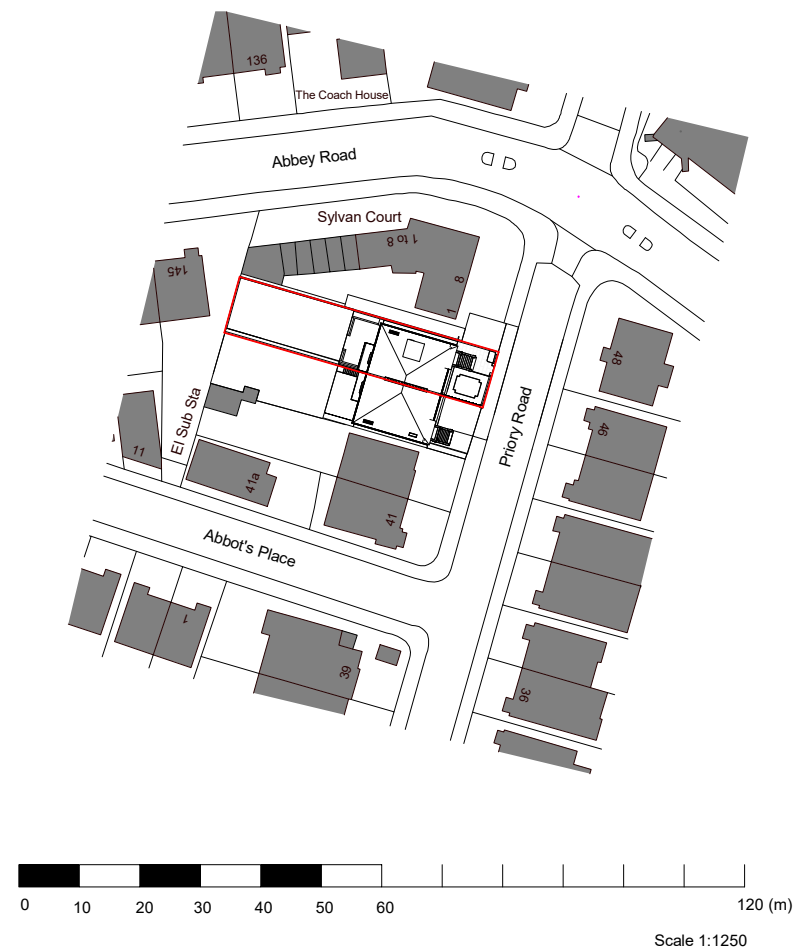 136
The Coach House
Abbey Road
Sylvan Court
1 to 8
145
8
1
48
El Sub Sta
Priory Road
46
11
41a
41
Abbot's Place
1
39
36
0 10 20 30 40 50 60 120 (m)
Scale 1:1250